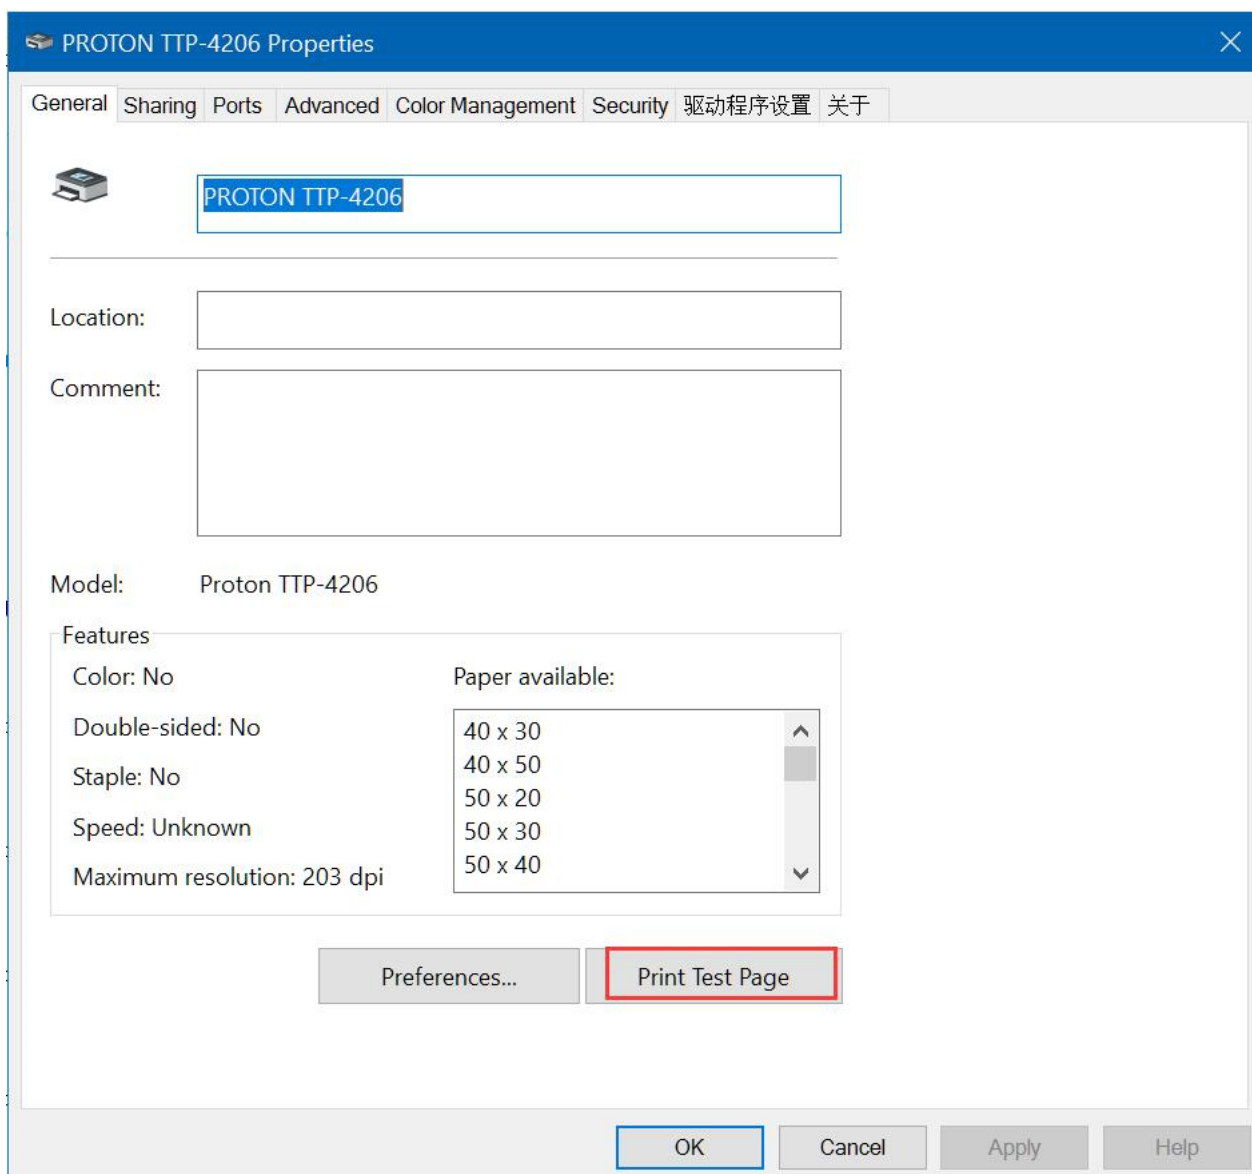 PROTON TTP-4206 Properties
General Sharing Ports Advanced Color Management Security 驱动程序设置 关于
PROTON TTP-4206
Location:
Comment:
Model: Proton TTP-4206
Features
Color: No
Double-sided: No
Staple: No
Speed: Unknown
Maximum resolution: 203 dpi
Paper available:
40 x 30
40 x 50
50 x 20
50 x 30
50 x 40
Preferences... Print Test Page
OK Cancel Apply Help